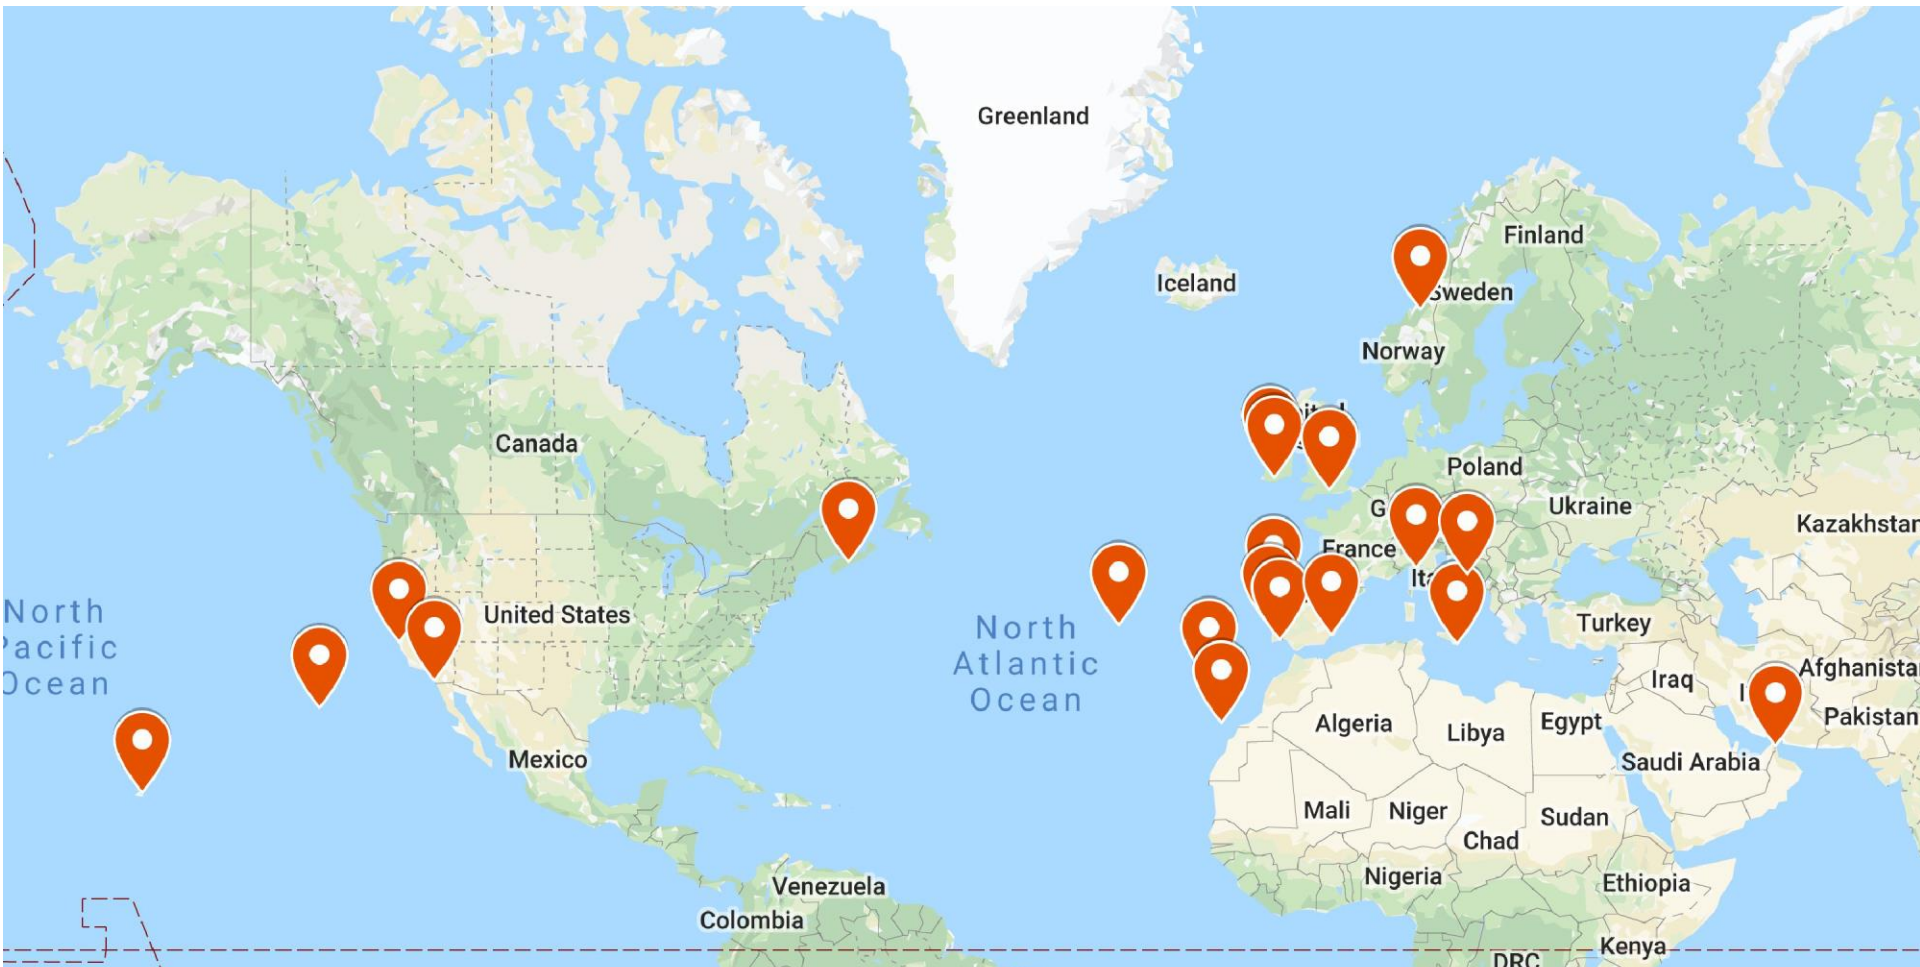 Greenland
Finland
Iceland
Sweden
Norway
Canada
Poland
Ukraine
Kazakhstan
France
North
Pacific
Ocean
United States
Turkey
North
Atlantic
Ocean
Afghanistan
Iraq
Pakistan
Algeria
Libya
Egypt
Mexico
Saudi Arabia
Mali
Niger
Sudan
Chad
Nigeria
Ethiopia
Venezuela
Colombia
Kenya
DRC